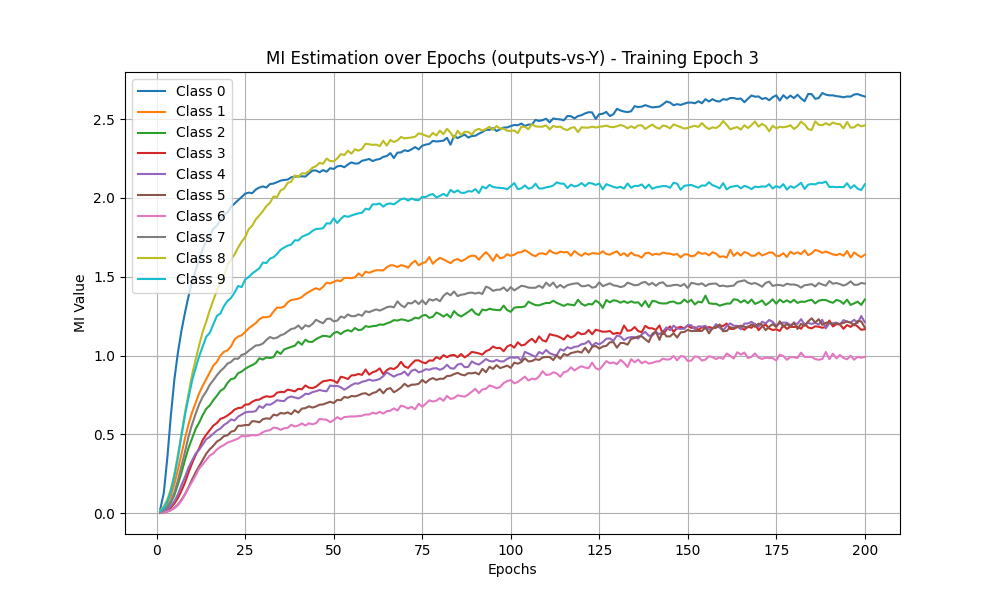 MI Estimation over Epochs (outputs-vs-Y) - Training Epoch 3
Class 0
Class 1
Class 2
Class 3
Class 4
Class 5
Class 6
Class 7
Class 8
Class 9
MI Value
2.5
2.0
1.5
1.0
0.5
0.0
0 25 50 75 100 125 150 175 200
Epochs